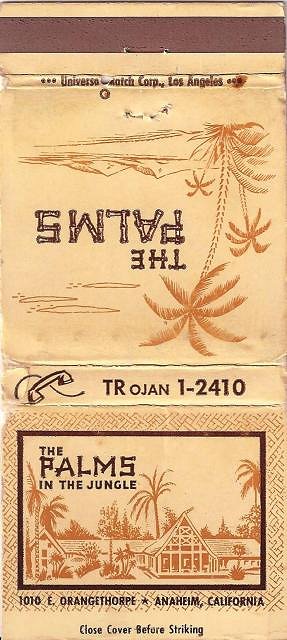 ••• Universal Match Corp., Los Angeles •••
THE
PALMS
TROJAN 1-2410
THE
PALMS
IN THE JUNGLE
1010 E. ORANGETHORPE ★ ANAHEIM, CALIFORNIA
Close Cover Before Striking